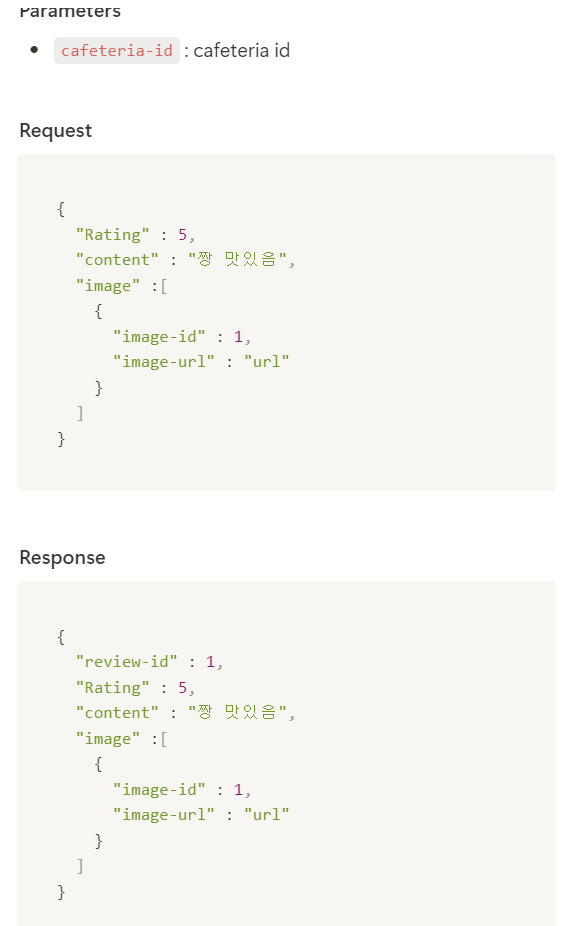 Parameters
• cafeteria-id : cafeteria id
Request
{
"Rating" : 5,
"content" : "짱 맛있음",
"image" :[
{
"image-id" : 1,
"image-url" : "url"
}
]
}
Response
{
"review-id" : 1,
"Rating" : 5,
"content" : "짱 맛있음",
"image" :[
{
"image-id" : 1,
"image-url" : "url"
}
]
}